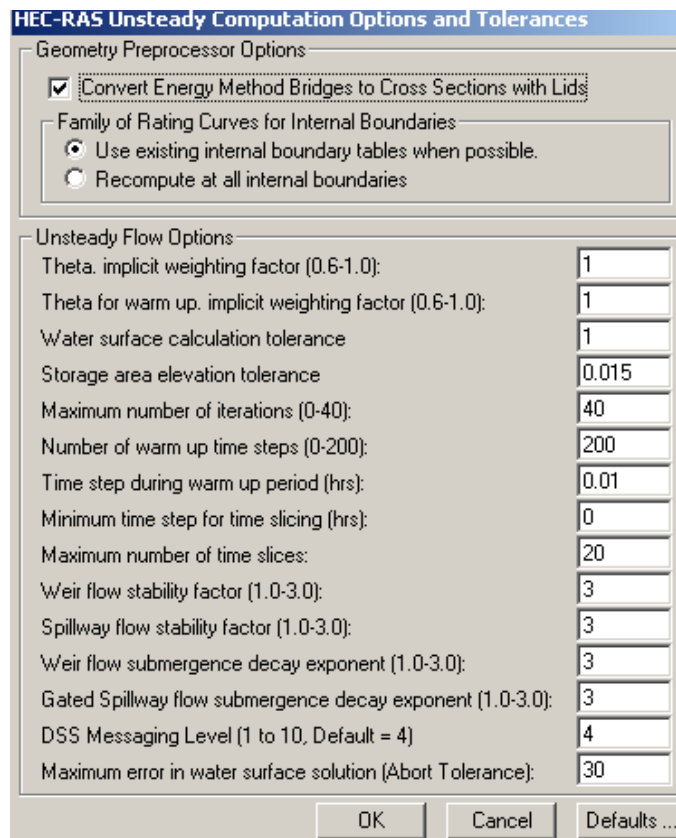 HEC-RAS Unsteady Computation Options and Tolerances
Geometry Preprocessor Options
Convert Energy Method Bridges to Cross Sections with Lids
Family of Rating Curves for Internal Boundaries
Use existing internal boundary tables when possible.
Recompute at all internal boundaries
Unsteady Flow Options
Theta. implicit weighting factor (0.6-1.0): 1
Theta for warm up. implicit weighting factor (0.6-1.0): 1
Water surface calculation tolerance 1
Storage area elevation tolerance 0.015
Maximum number of iterations (0-40): 40
Number of warm up time steps (0-200): 200
Time step during warm up period (hrs): 0.01
Minimum time step for time slicing (hrs): 0
Maximum number of time slices: 20
Weir flow stability factor (1.0-3.0): 3
Spillway flow stability factor (1.0-3.0): 3
Weir flow submergence decay exponent (1.0-3.0): 3
Gated Spillway flow submergence decay exponent (1.0-3.0): 3
DSS Messaging Level (1 to 10, Default = 4) 4
Maximum error in water surface solution (Abort Tolerance): 30
OK Cancel Defaults ...